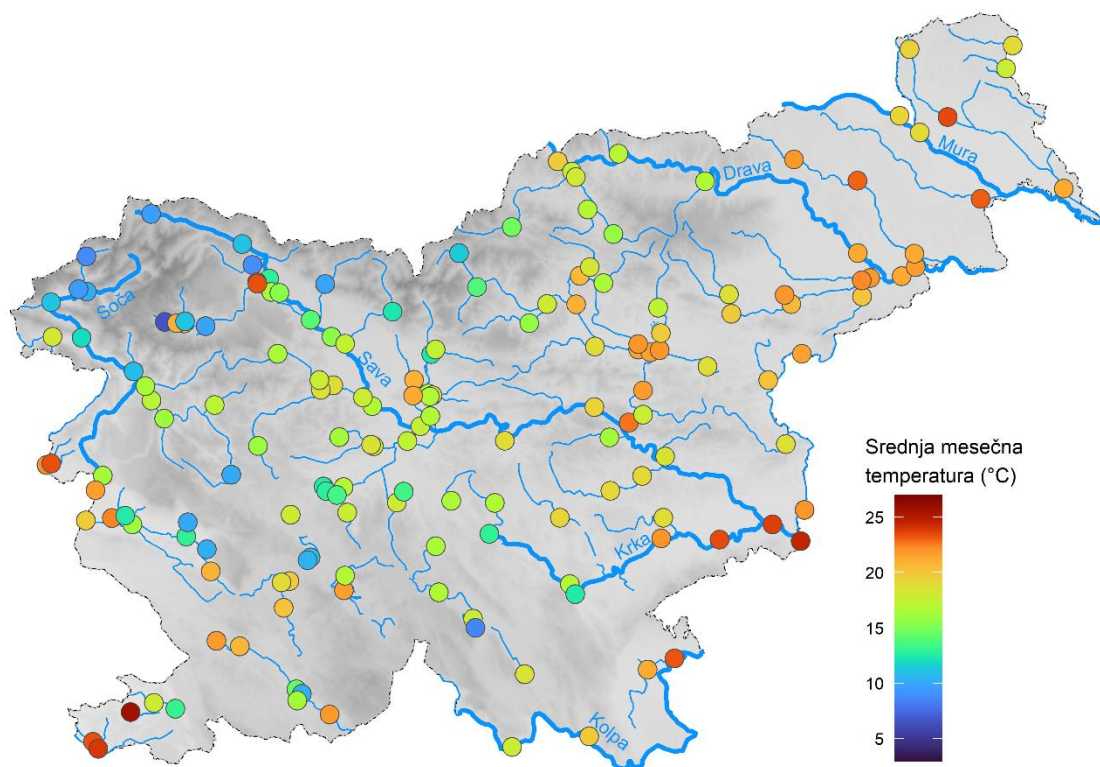 Mura
Drava
Soča
Sava
Krka
Kolpa
Srednja mesečna
temperatura (°C)
25
20
15
10
5